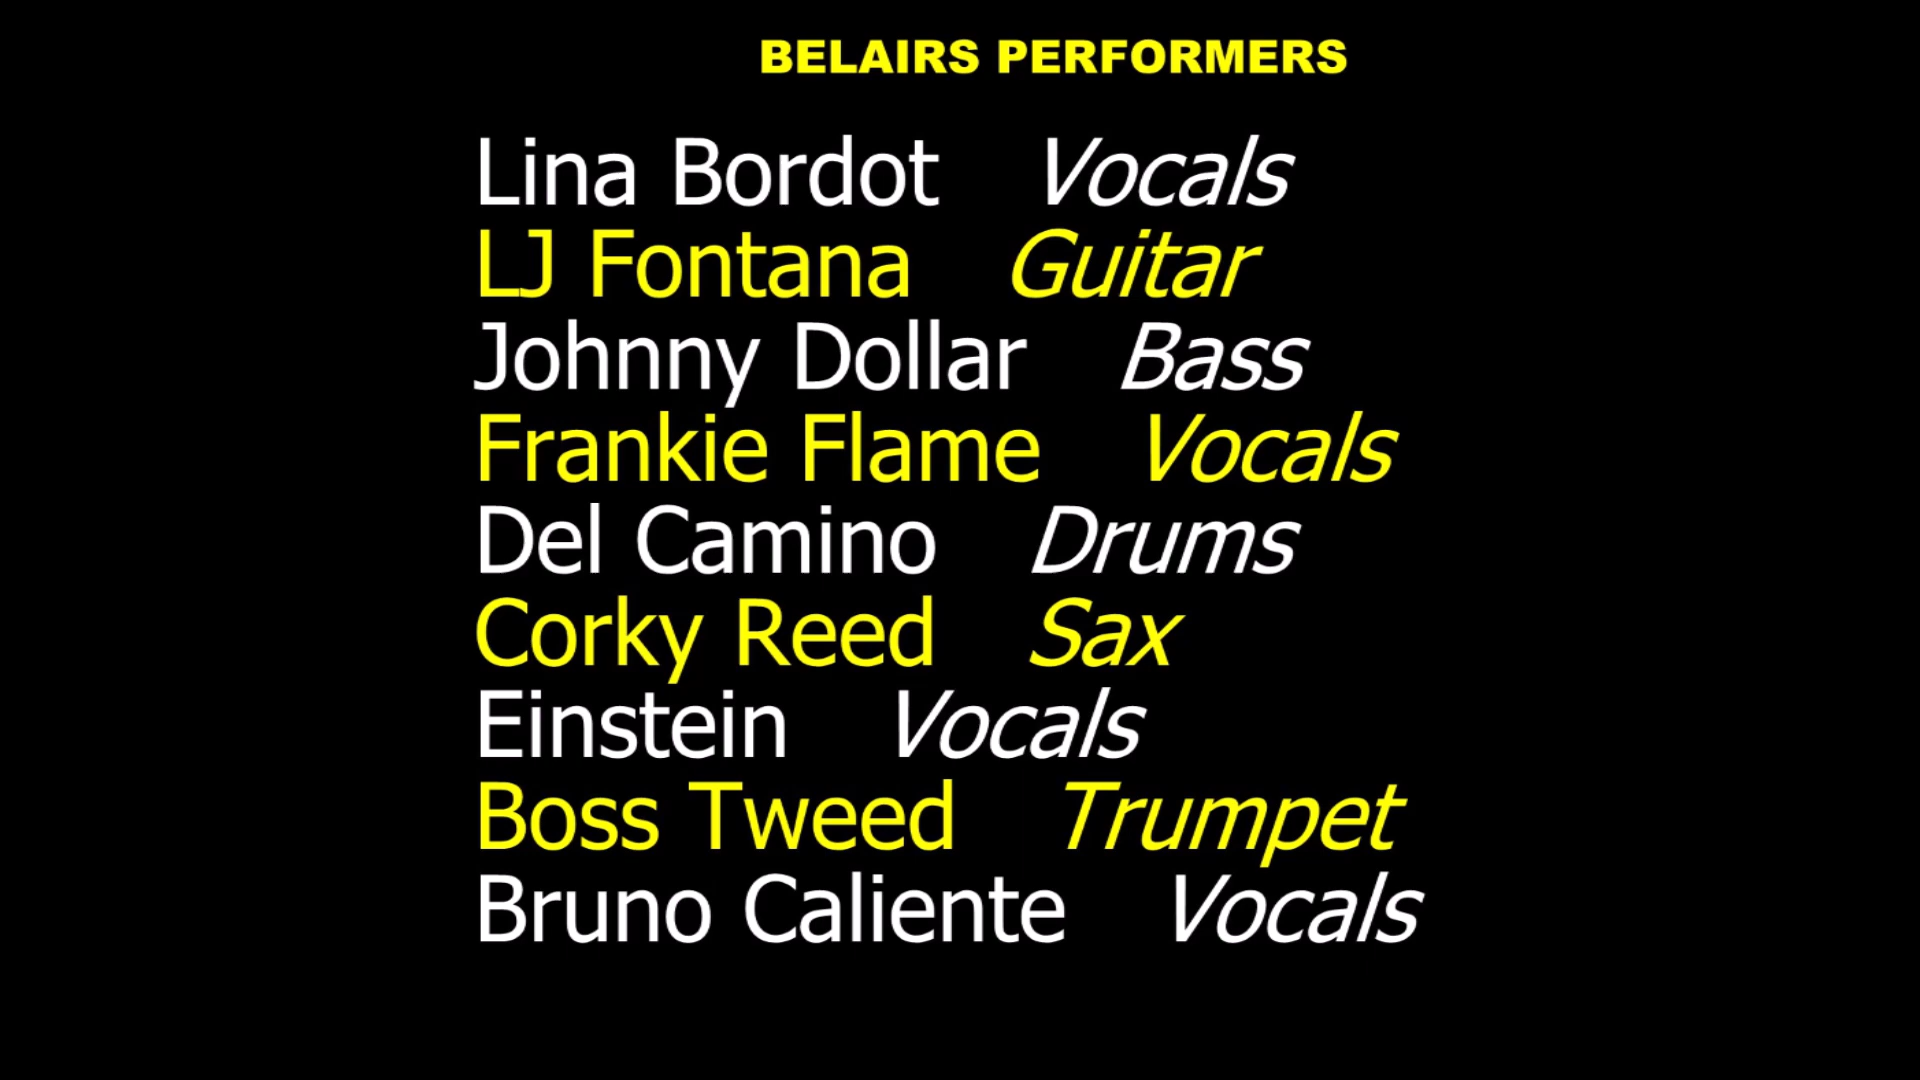 BELAIRS PERFORMERS
Lina Bordot Vocals
LJ Fontana Guitar
Johnny Dollar Bass
Frankie Flame Vocals
Del Camino Drums
Corky Reed Sax
Einstein Vocals
Boss Tweed Trumpet
Bruno Caliente Vocals